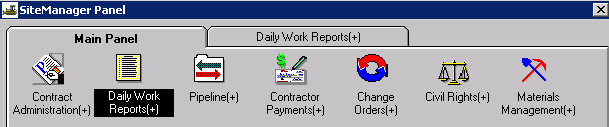 SiteManager Panel
Main Panel
Daily Work Reports(+)
Contract
Administration(+)
Daily Work
Reports(+)
Pipeline(+)
Contractor
Payments(+)
Change
Orders(+)
Civil Rights(+)
Materials
Management(+)